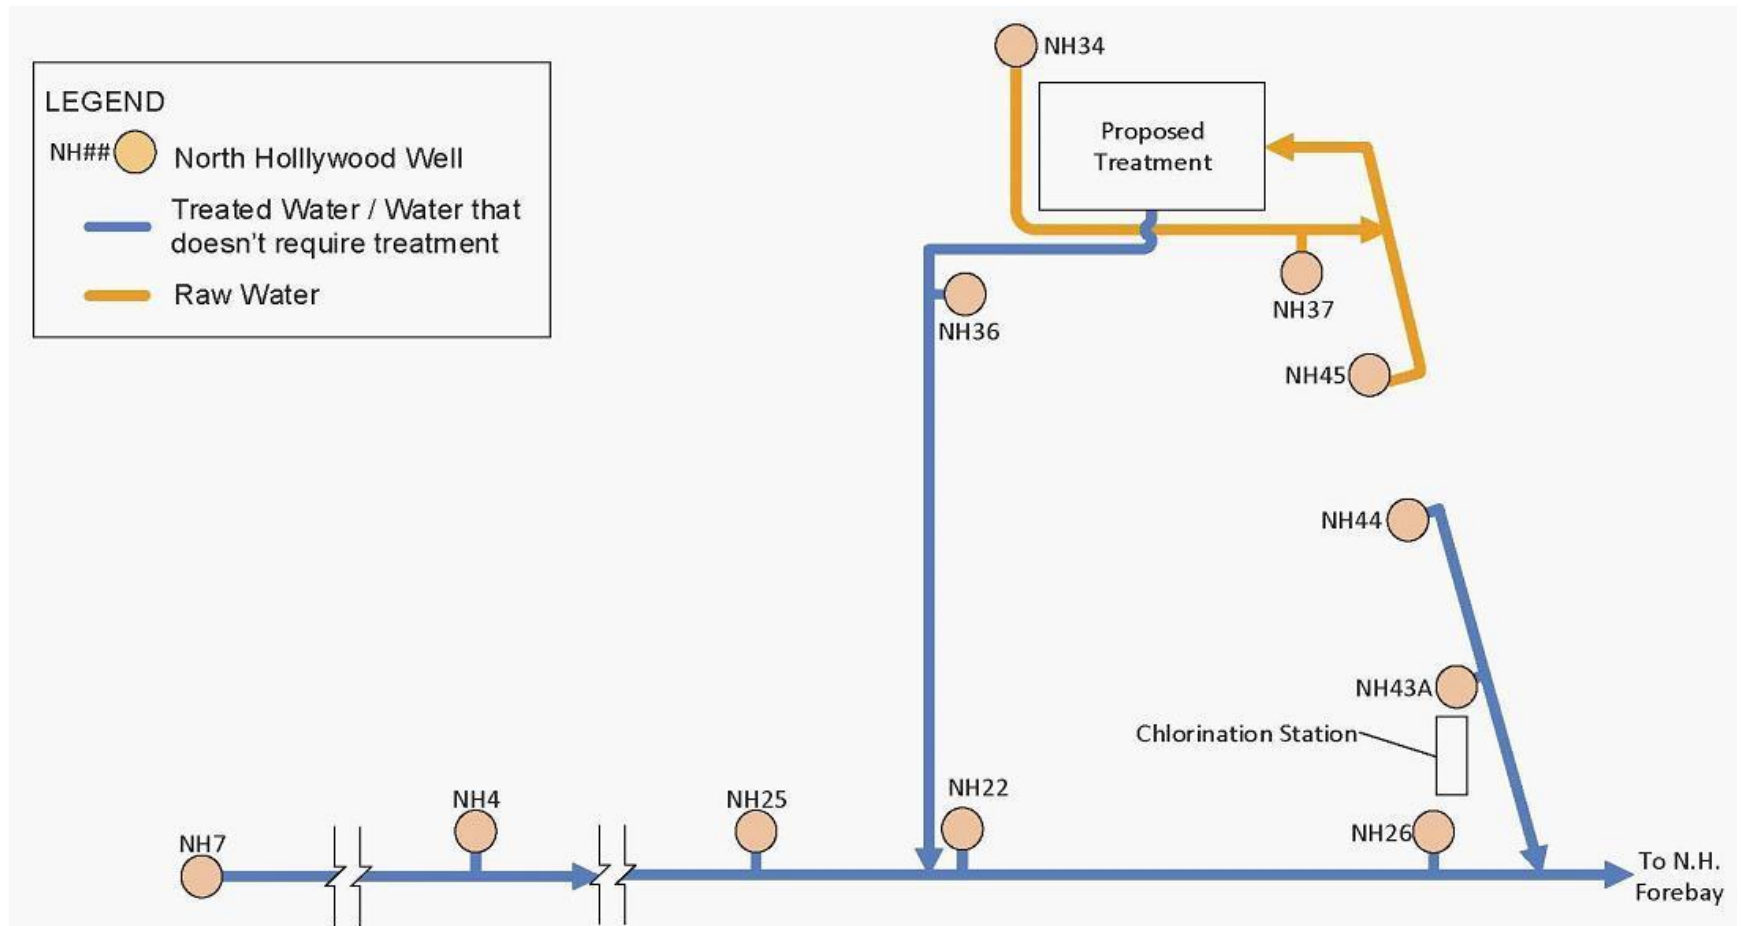 LEGEND
NH##
North Holllywood Well
Treated Water / Water that
doesn't require treatment
Raw Water
NH34
Proposed
Treatment
NH36
NH37
NH45
NH44
NH43A
Chlorination Station
NH22
NH4
NH25
NH26
NH7
To N.H.
Forebay